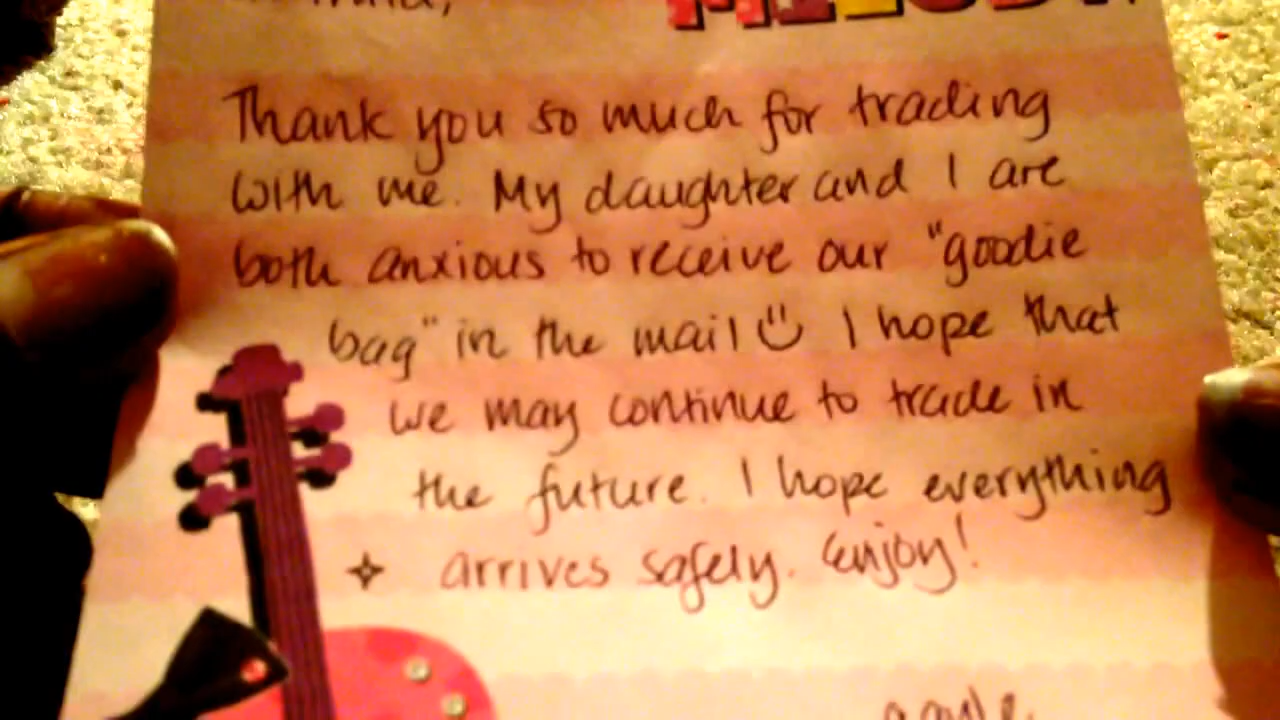 MELODY
Thank you so much for trading
with me. My daughter and I are
both anxious to receive our "goodie
bag" in the mail I hope that
we may continue to trade in
the future. I hope everything
arrives safely. Enjoy!